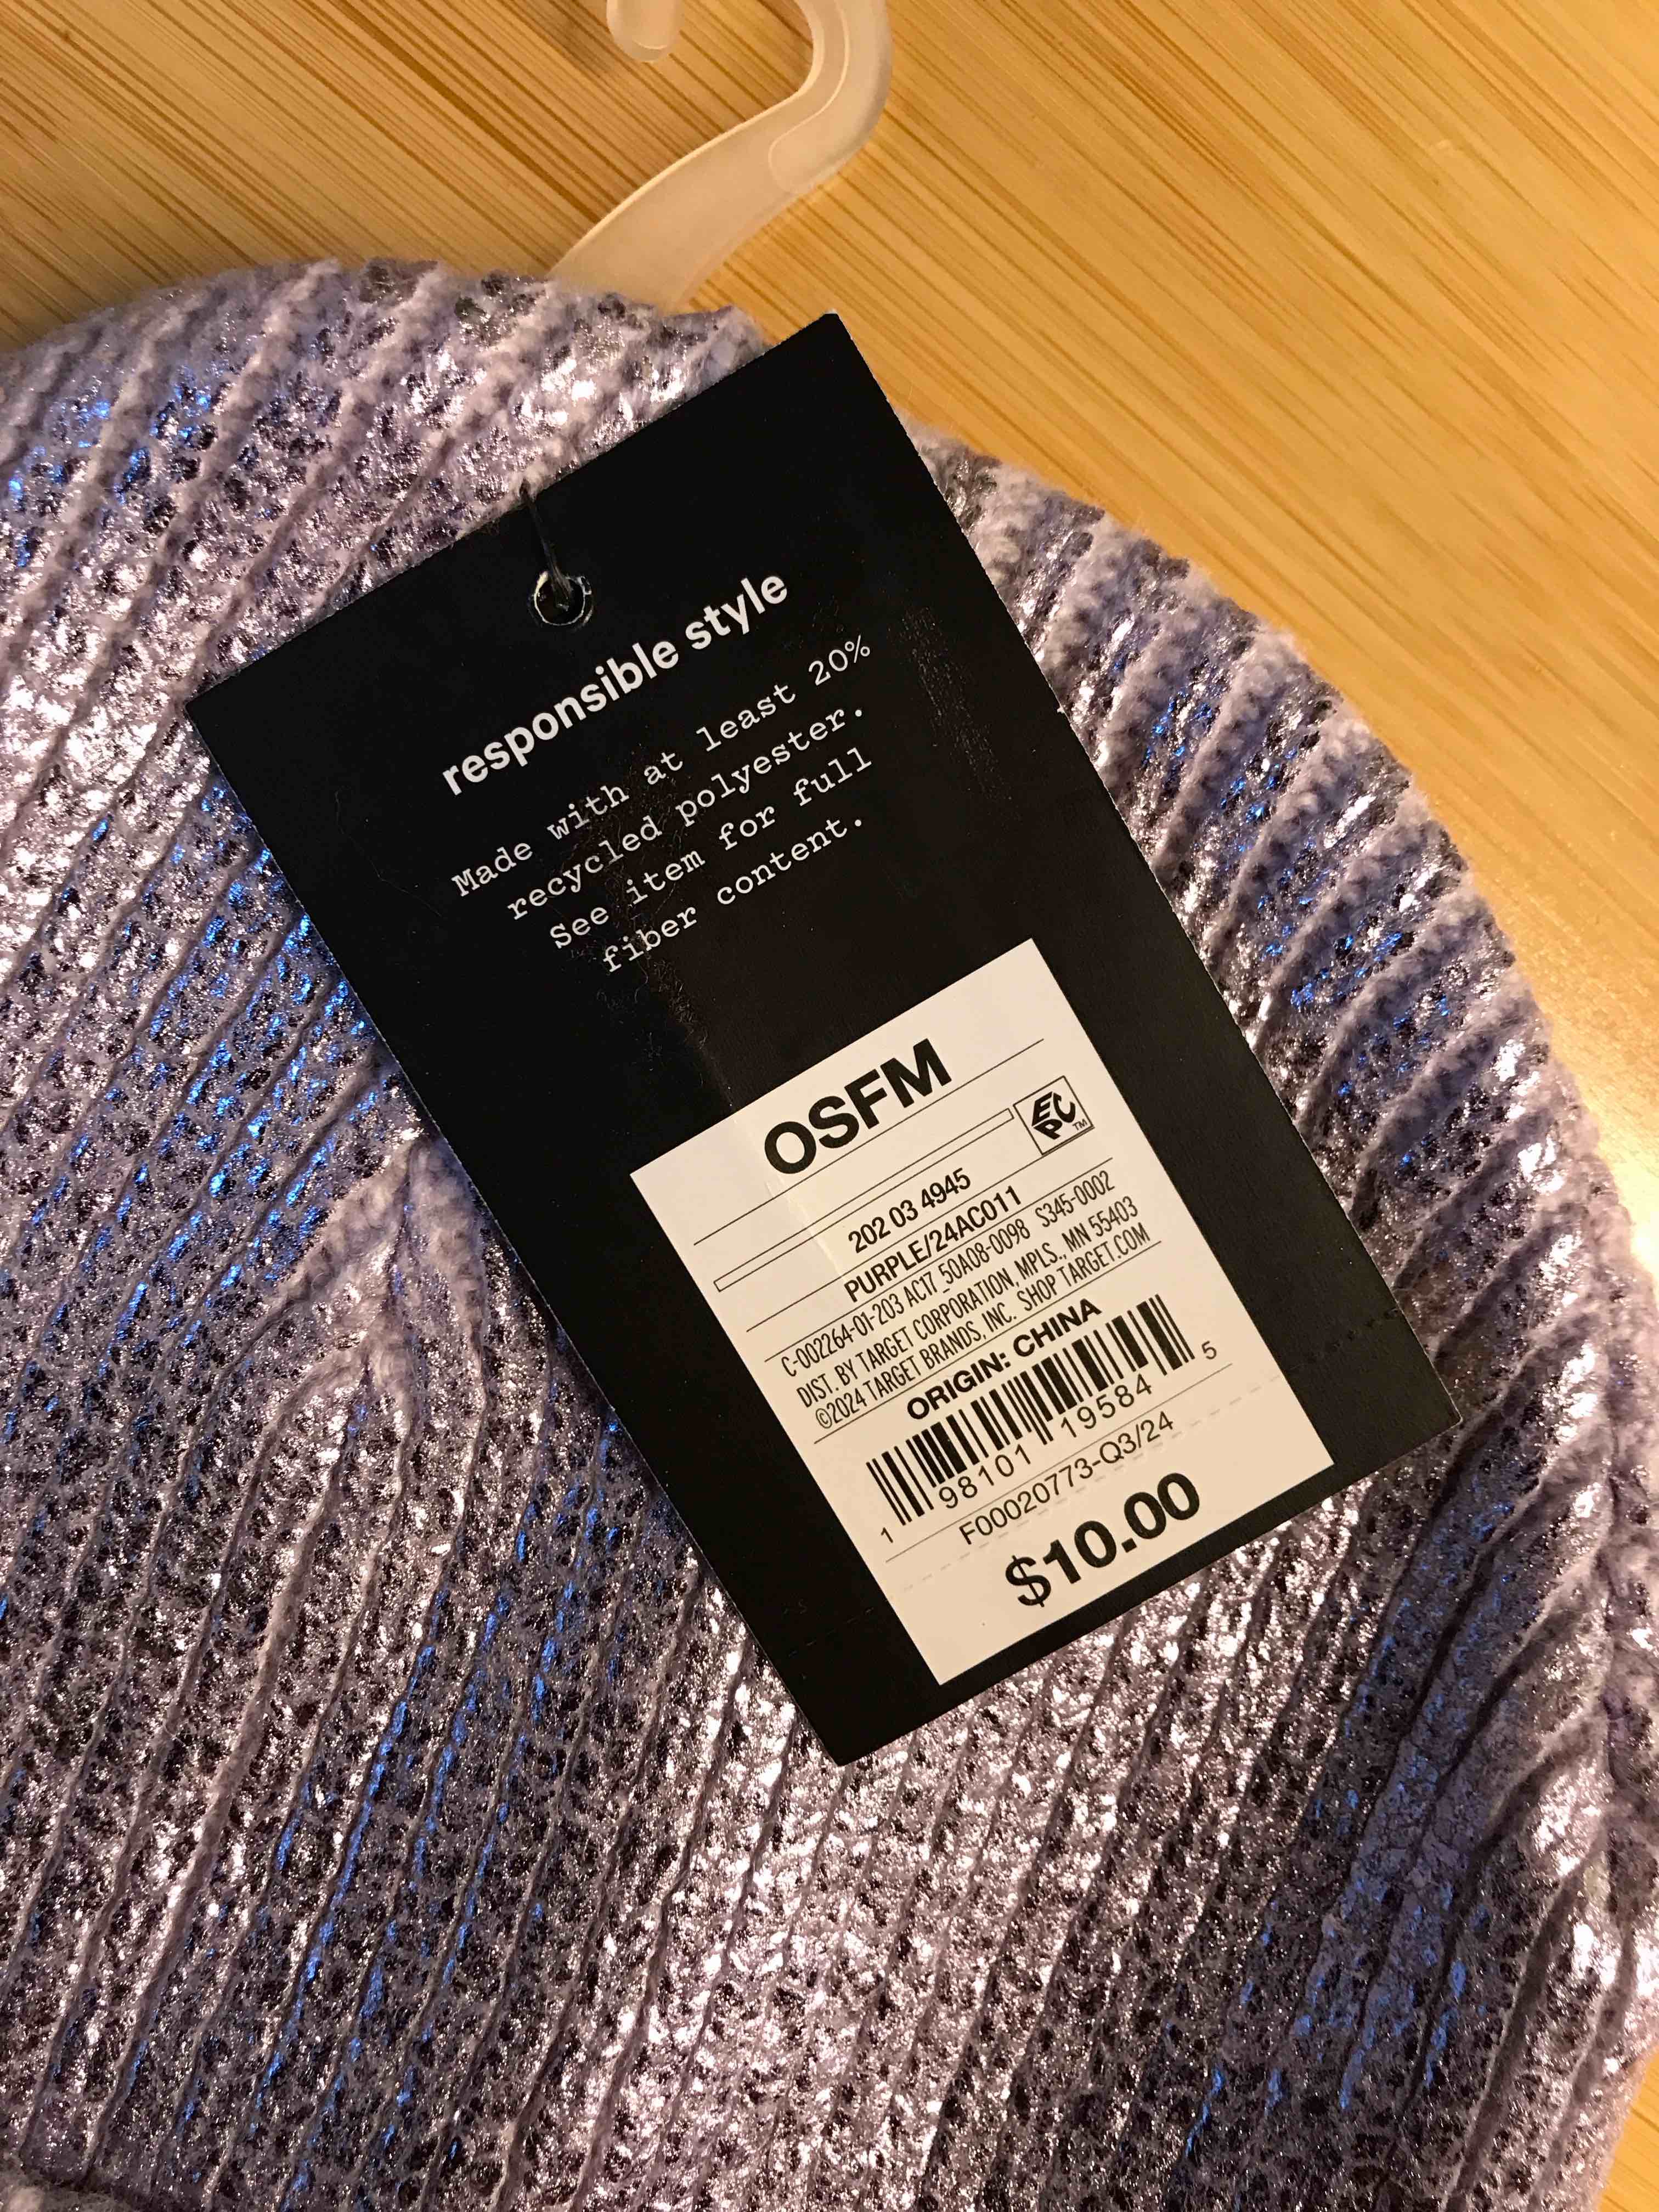 responsible style
Made with at least 20%
recycled polyester.
See item for full
fiber content.
OSFM
EPC™
202 03 4945
PURPLE/24AC011
C-002264-01-203 AC17_50A08-0098 S345-0002
DIST. BY TARGET CORPORATION, MPLS., MN 55403
©2024 TARGET BRANDS, INC. SHOP TARGET.COM
ORIGIN: CHINA
1 98101 19584 5
F00020773-Q3/24
$10.00